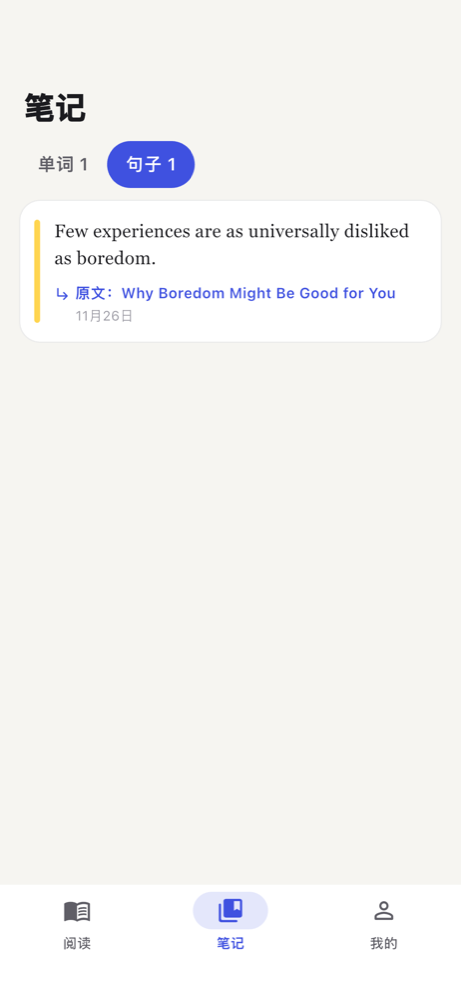 笔记
单词 1
句子 1
Few experiences are as universally disliked
as boredom.
原文：Why Boredom Might Be Good for You
11月26日
阅读
笔记
我的